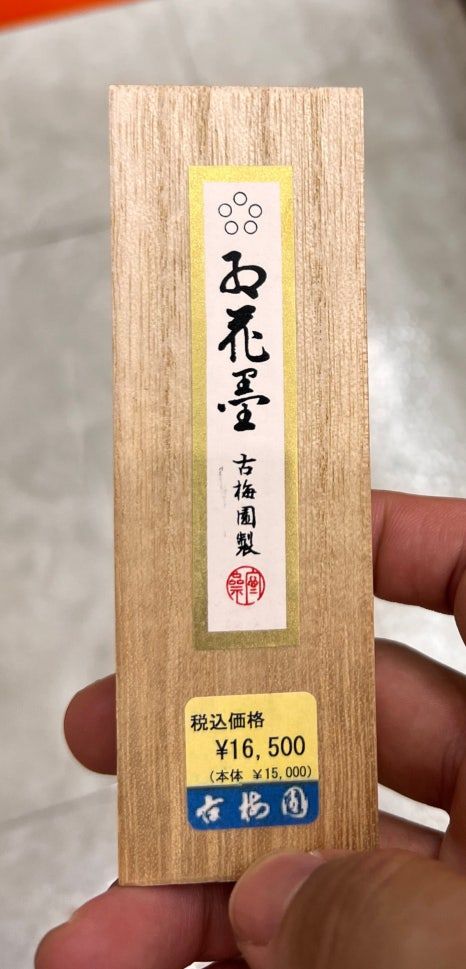 紅花墨
古梅園製
税込価格
¥16,500
(本体 ¥15,000)
古梅園